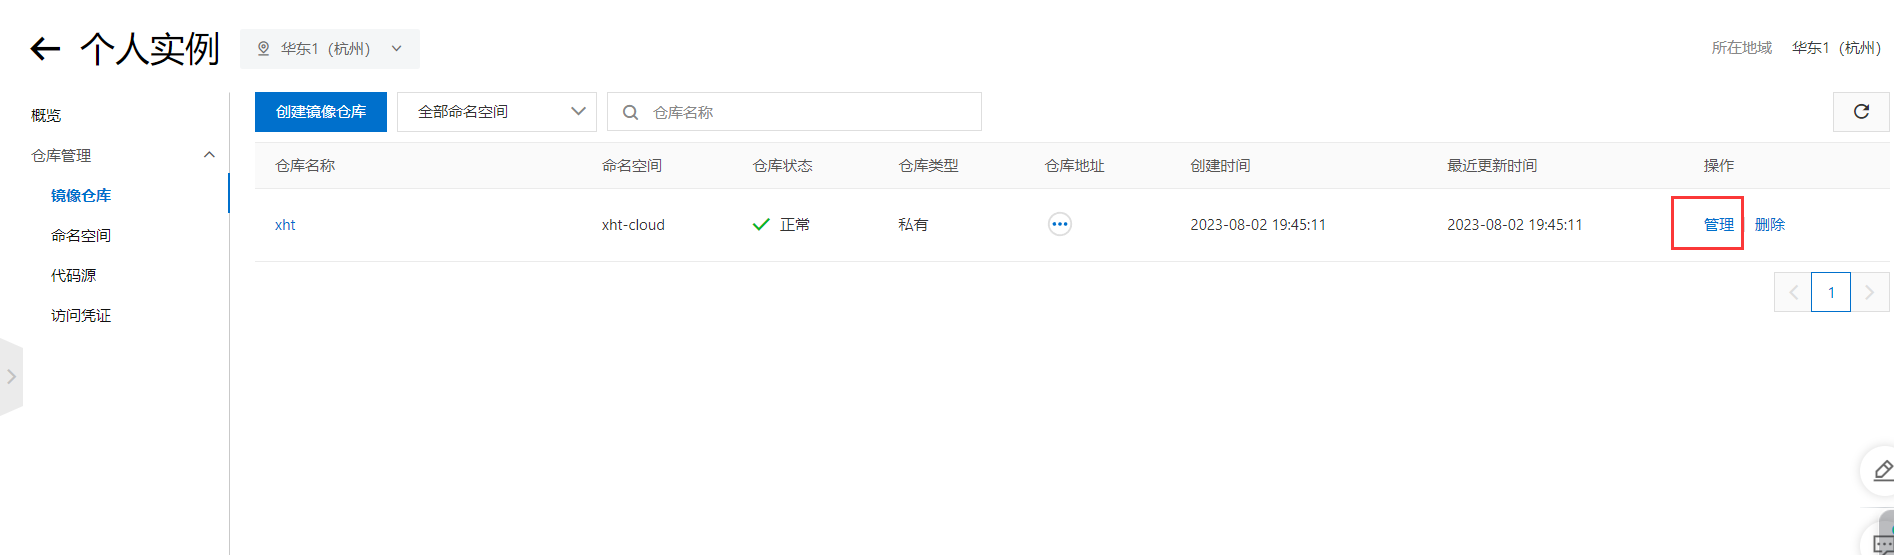 个人实例 华东1（杭州） 所在地域 华东1（杭州）
概览
仓库管理
镜像仓库
命名空间
代码源
访问凭证
创建镜像仓库 全部命名空间 仓库名称
仓库名称 命名空间 仓库状态 仓库类型 仓库地址 创建时间 最近更新时间 操作
xht xht-cloud 正常 私有 2023-08-02 19:45:11 2023-08-02 19:45:11 管理 删除
1